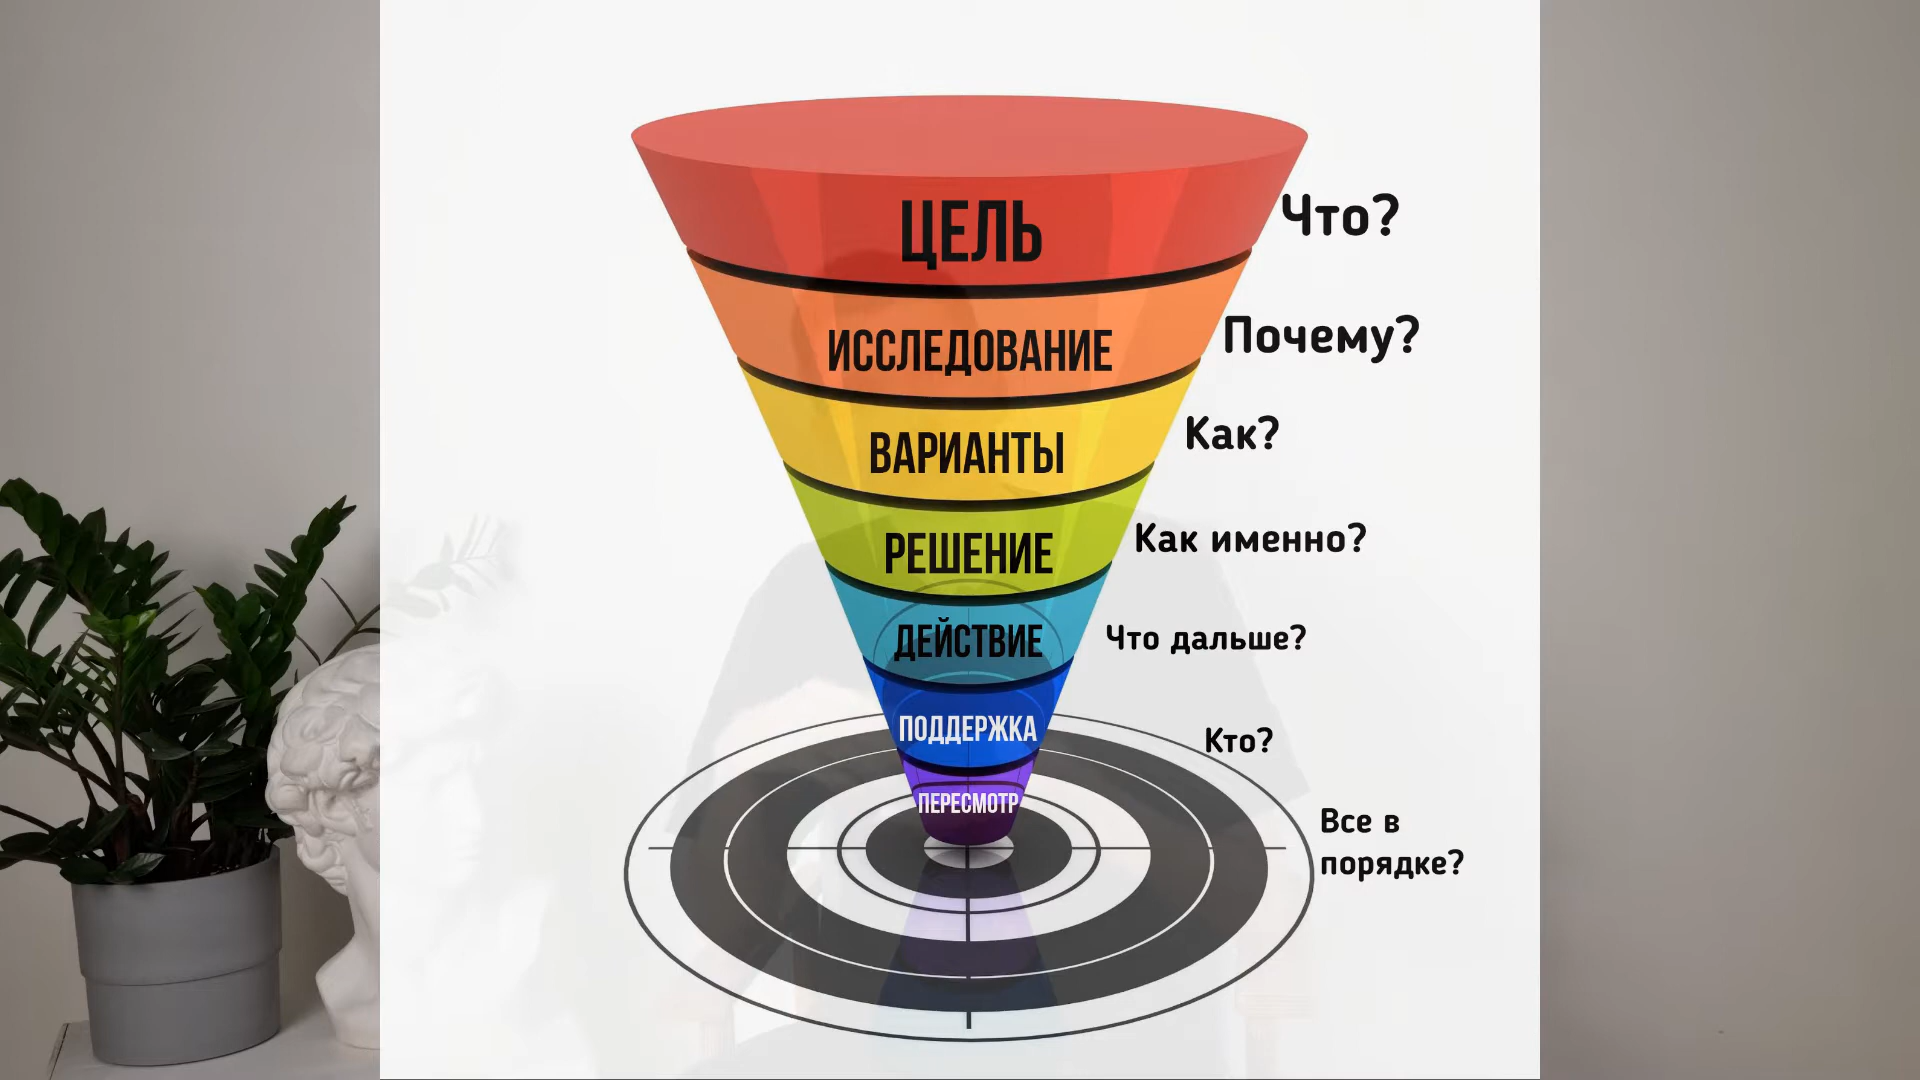 ЦЕЛЬ
Что?
ИССЛЕДОВАНИЕ
Почему?
ВАРИАНТЫ
Как?
РЕШЕНИЕ
Как именно?
ДЕЙСТВИЕ
Что дальше?
ПОДДЕРЖКА
Кто?
ПЕРЕСМОТР
Все в
порядке?